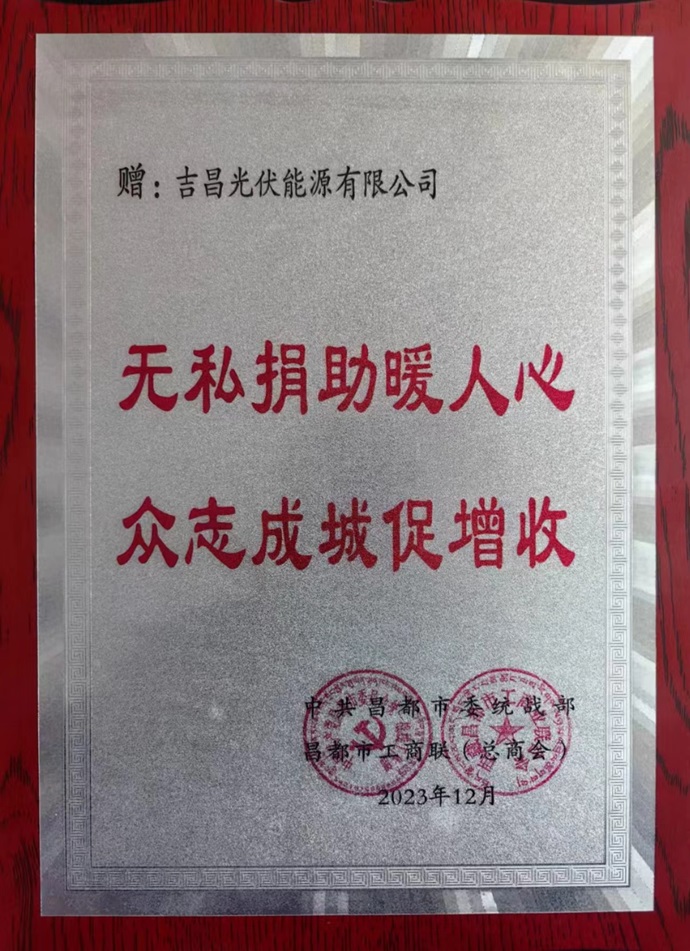 赠：吉昌光伏能源有限公司
无私捐助暖人心
众志成城促增收
中共昌都市委统战部
昌都市工商联（总商会）
2023年12月